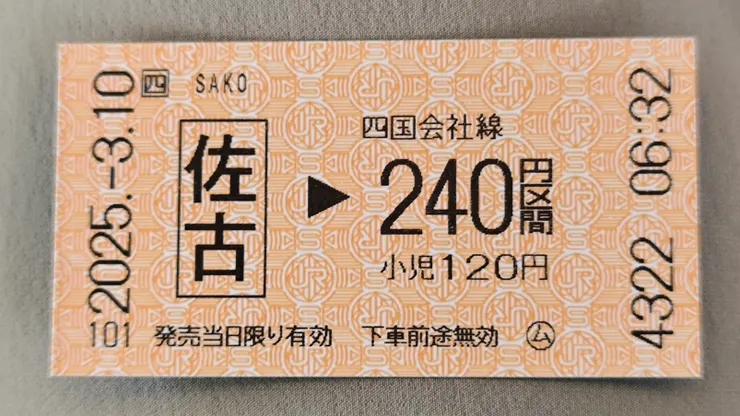 2025.-3.10
四 SAKO
佐古
四国会社線
▶240円区間
小児120円
101 発売当日限り有効 下車前途無効 ム
4322 06:32